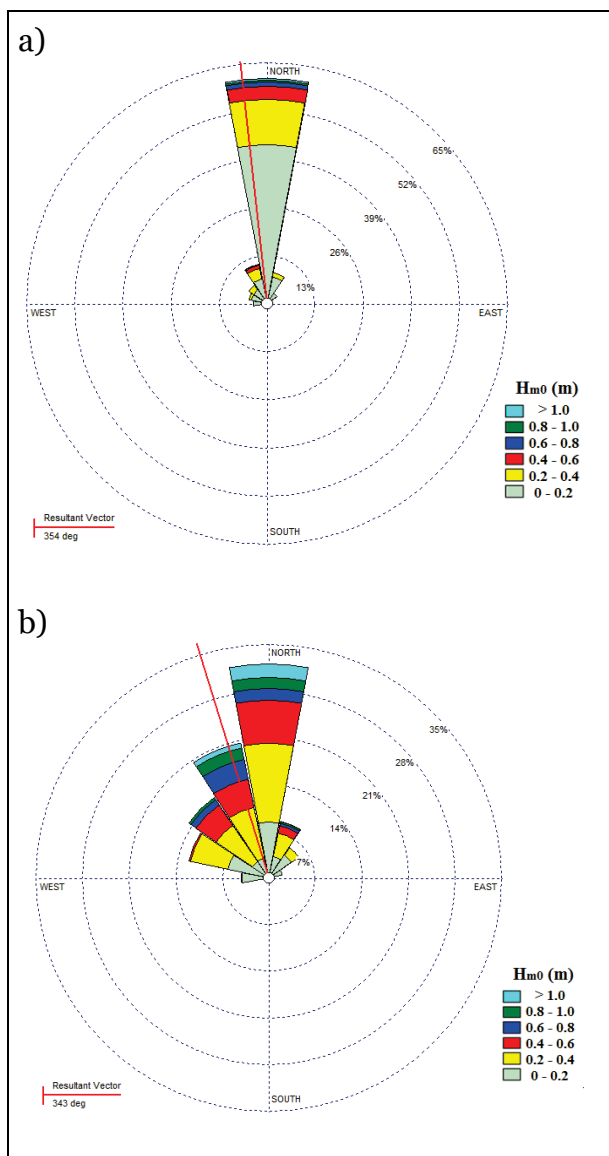 a)
NORTH
65%
52%
39%
26%
13%
WEST
EAST
Hm0 (m)
> 1.0
0.8 - 1.0
0.6 - 0.8
0.4 - 0.6
0.2 - 0.4
0 - 0.2
Resultant Vector
354 deg
SOUTH
b)
NORTH
35%
28%
21%
14%
7%
WEST
EAST
Hm0 (m)
> 1.0
0.8 - 1.0
0.6 - 0.8
0.4 - 0.6
0.2 - 0.4
0 - 0.2
Resultant Vector
343 deg
SOUTH